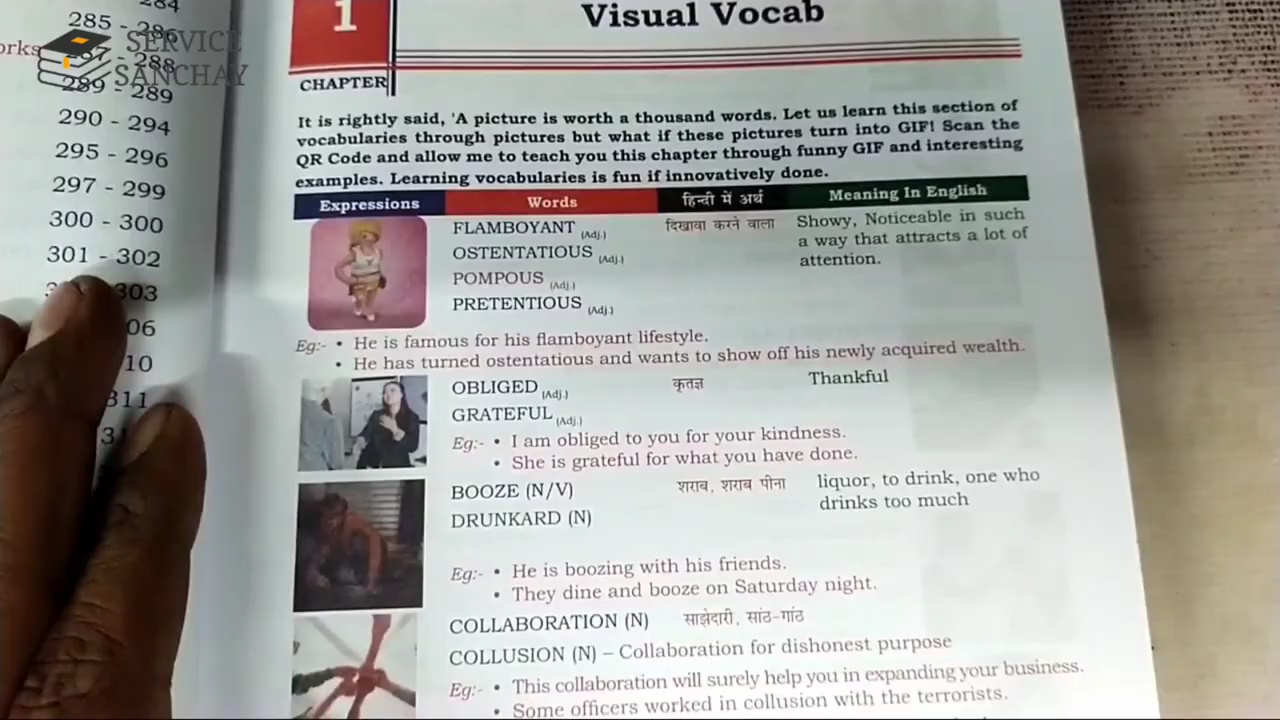 284
285 - 286
orks
287 - 288
289 - 289
290 - 294
295 - 296
297 - 299
300 - 300
301 - 302
303
06
10
311
SERVICE
SANCHAY
1
CHAPTER
Visual Vocab
It is rightly said, 'A picture is worth a thousand words. Let us learn this section of
vocabularies through pictures but what if these pictures turn into GIF! Scan the
QR Code and allow me to teach you this chapter through funny GIF and interesting
examples. Learning vocabularies is fun if innovatively done.
Expressions Words हिन्दी में अर्थ Meaning In English
FLAMBOYANT (Adj.) दिखावा करने वाला Showy, Noticeable in such
OSTENTATIOUS (Adj.) a way that attracts a lot of
POMPOUS (Adj.) attention.
PRETENTIOUS (Adj.)
Eg:- • He is famous for his flamboyant lifestyle.
• He has turned ostentatious and wants to show off his newly acquired wealth.
OBLIGED (Adj.) कृतज्ञ Thankful
GRATEFUL (Adj.)
Eg:- • I am obliged to you for your kindness.
• She is grateful for what you have done.
BOOZE (N/V) शराब, शराब पीना liquor, to drink, one who
DRUNKARD (N) drinks too much
Eg:- • He is boozing with his friends.
• They dine and booze on Saturday night.
COLLABORATION (N) साझेदारी, सांठ-गांठ
COLLUSION (N) – Collaboration for dishonest purpose
Eg:- • This collaboration will surely help you in expanding your business.
• Some officers worked in collusion with the terrorists.